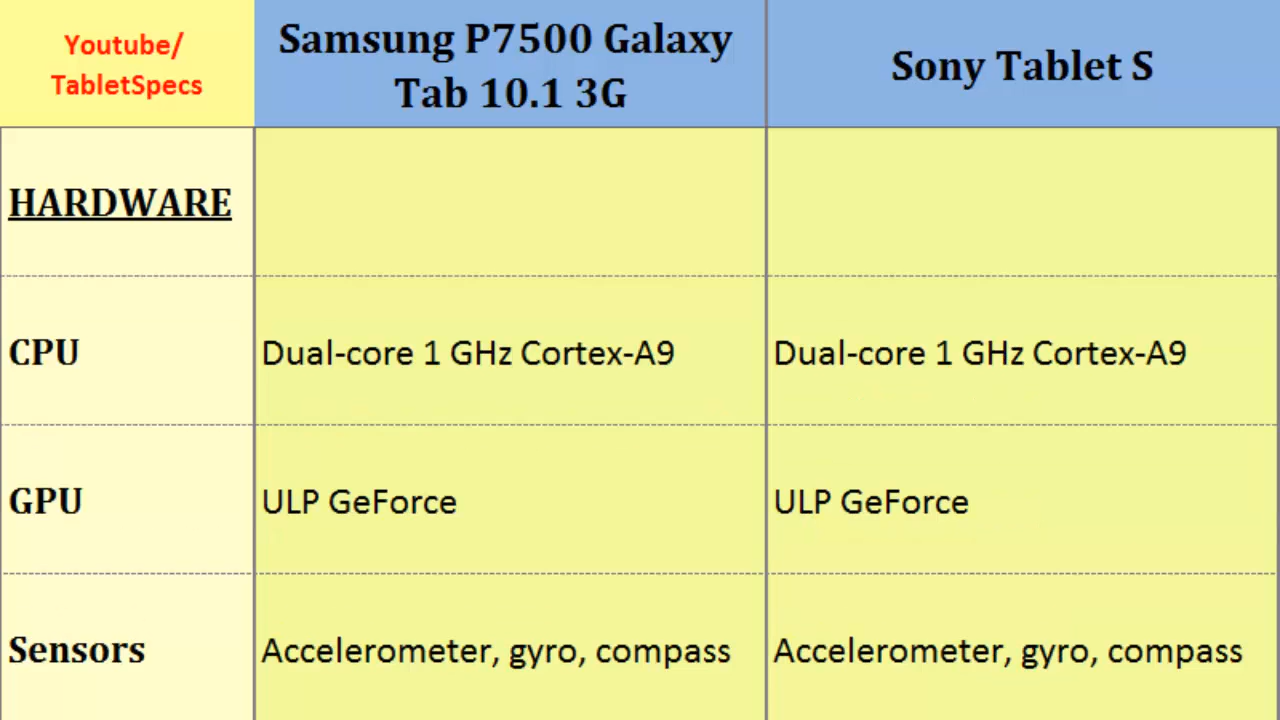 Youtube/
TabletSpecs
Samsung P7500 Galaxy
Tab 10.1 3G
Sony Tablet S
HARDWARE
CPU
Dual-core 1 GHz Cortex-A9
Dual-core 1 GHz Cortex-A9
GPU
ULP GeForce
ULP GeForce
Sensors
Accelerometer, gyro, compass
Accelerometer, gyro, compass